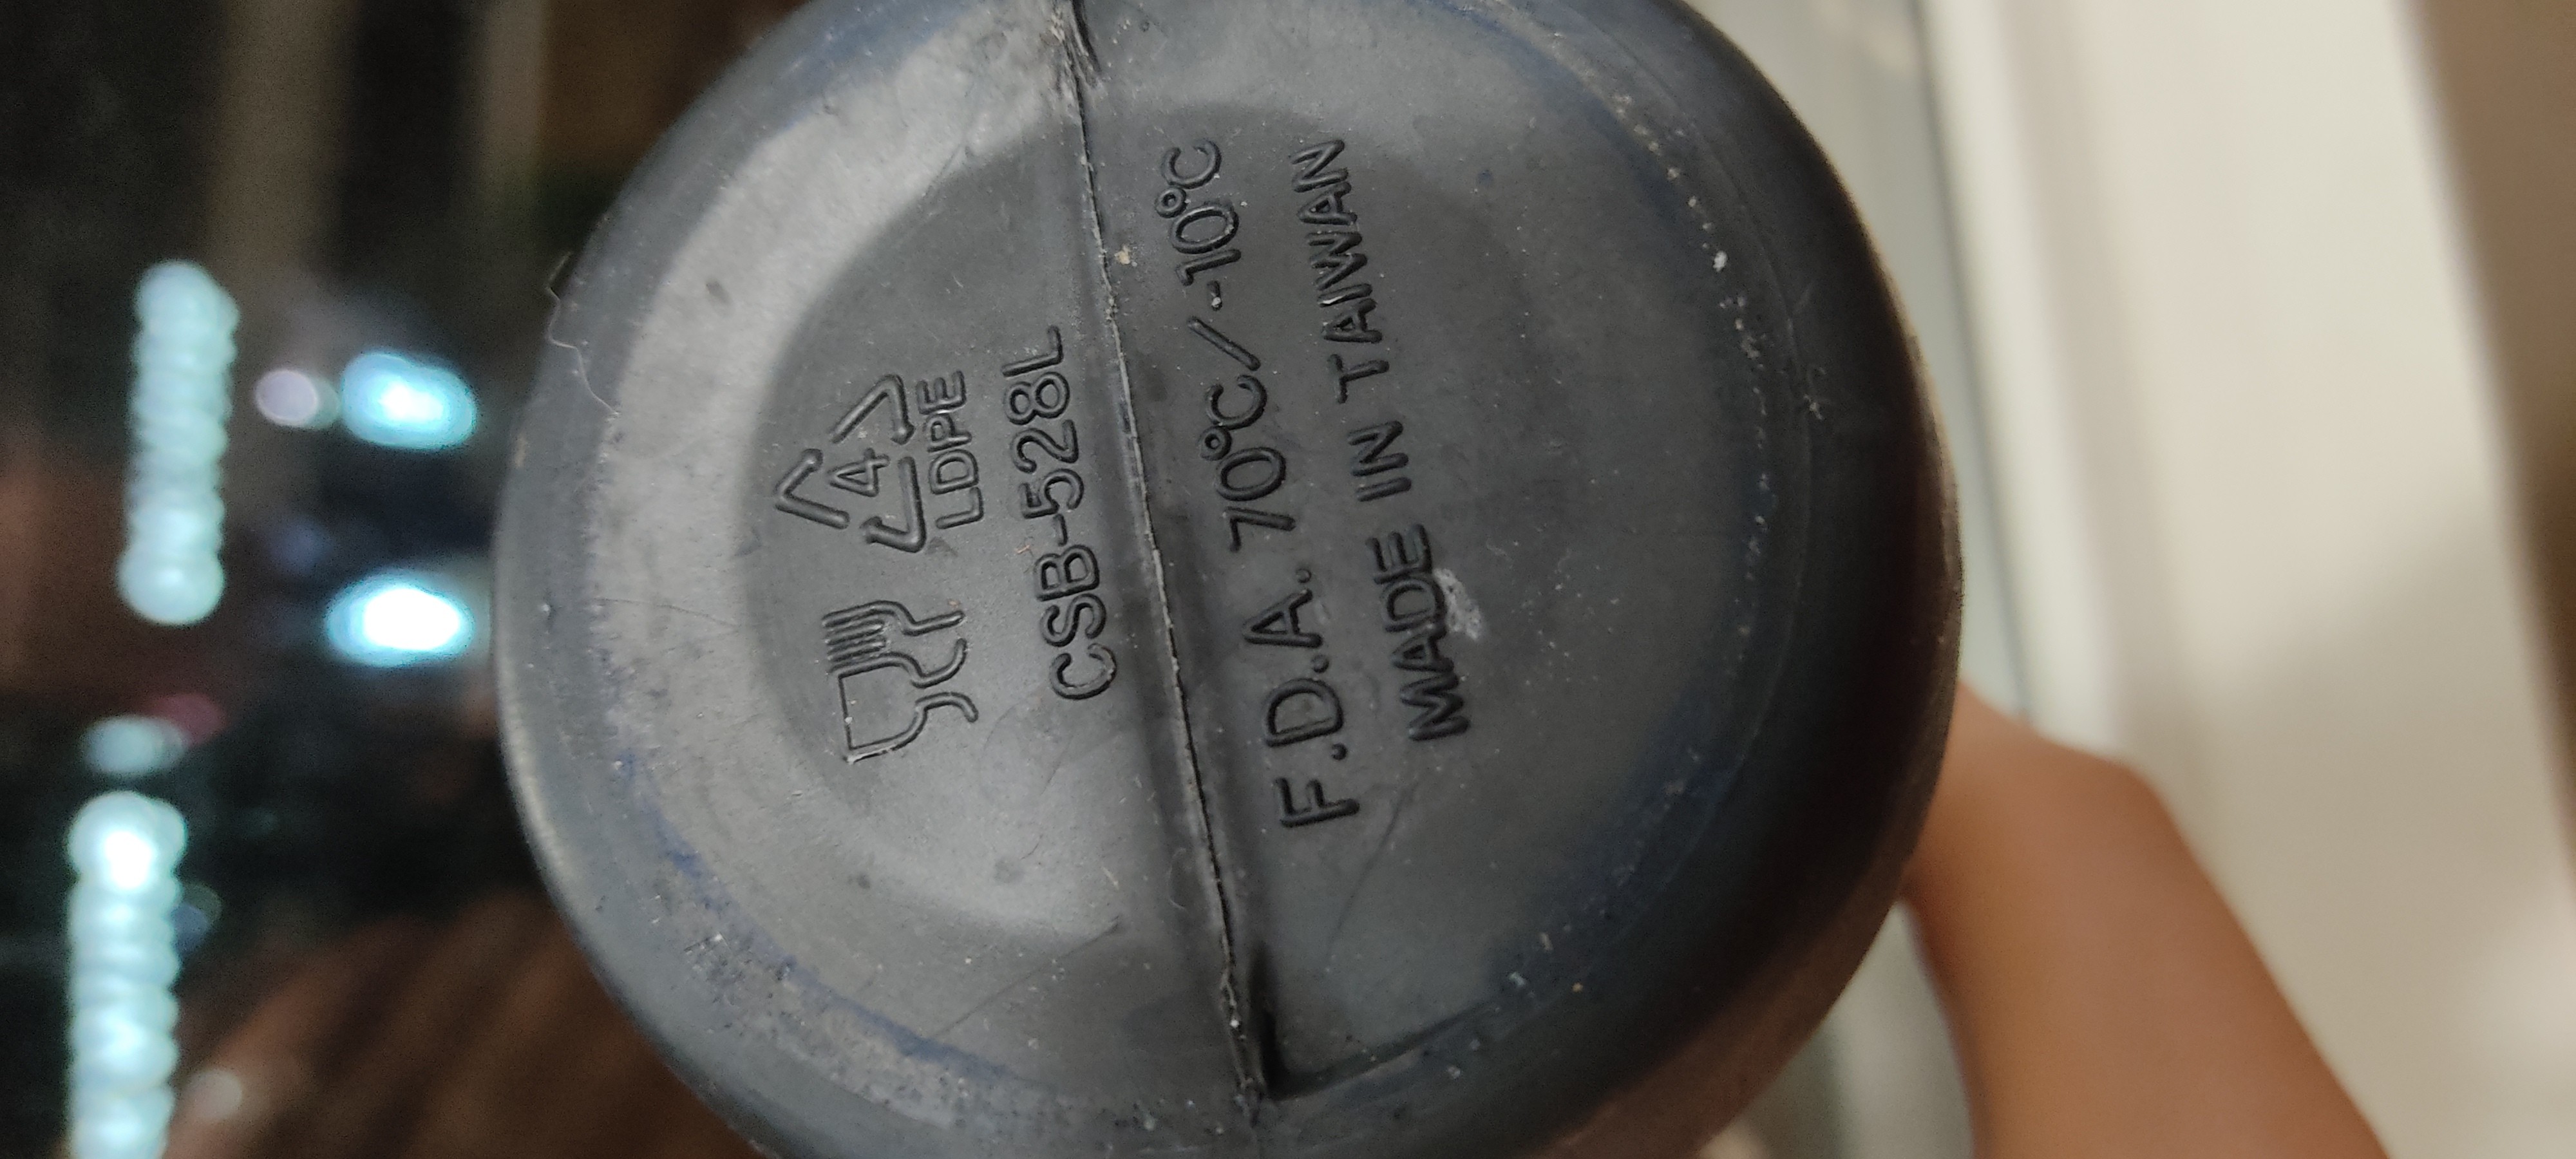 4
LDPE
CSB-528L
F.D.A. 70°C/-10°C
MADE IN TAIWAN